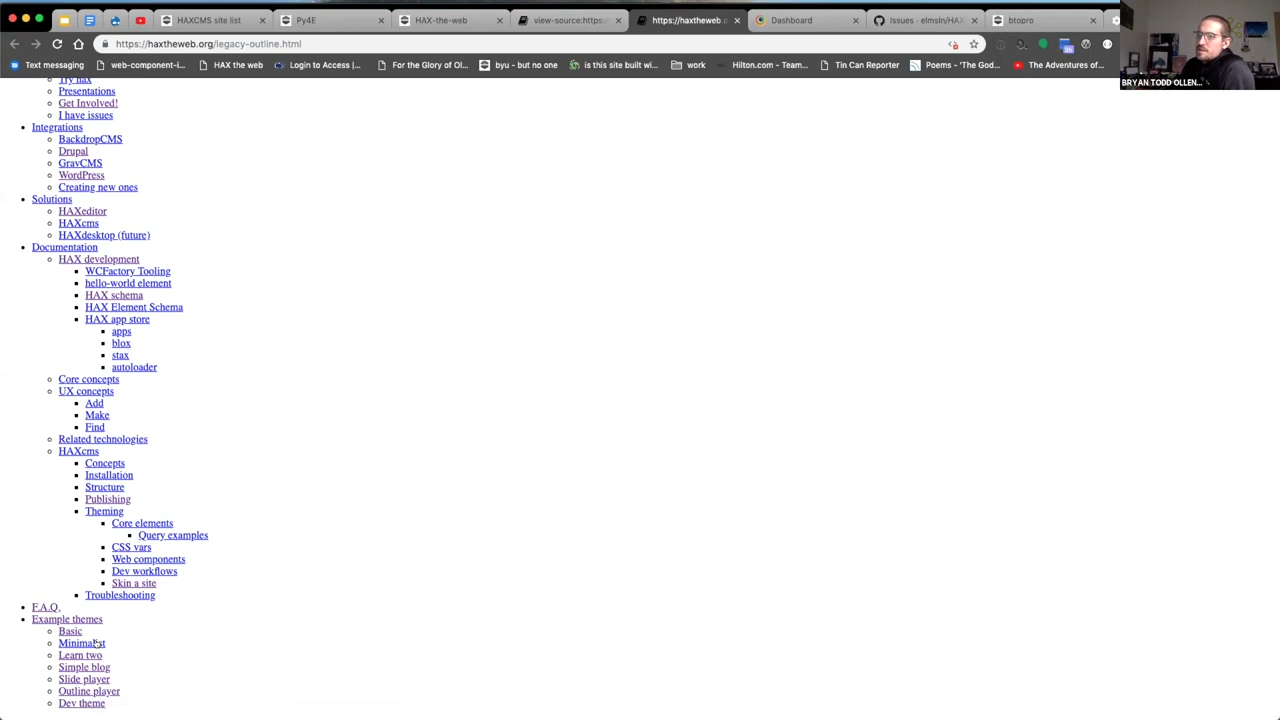 HAXCMS site list
Py4E
HAX-the-web
view-source:https:/
https://haxtheweb.o
Dashboard
Issues · elmsln/HAX
btopro
https://haxtheweb.org/legacy-outline.html
Text messaging
web-component-i...
HAX the web
Login to Access |...
For the Glory of Ol...
byu - but no one
is this site built wi...
work
Hilton.com - Team...
Tin Can Reporter
Poems - 'The God...
The Adventures of
BRYAN TODD OLLEN...
Try hax
Presentations
Get Involved!
I have issues
Integrations
BackdropCMS
Drupal
GravCMS
WordPress
Creating new ones
Solutions
HAXeditor
HAXcms
HAXdesktop (future)
Documentation
HAX development
WCFactory Tooling
hello-world element
HAX schema
HAX Element Schema
HAX app store
apps
blox
stax
autoloader
Core concepts
UX concepts
Add
Make
Find
Related technologies
HAXcms
Concepts
Installation
Structure
Publishing
Theming
Core elements
Query examples
CSS vars
Web components
Dev workflows
Skin a site
Troubleshooting
F.A.Q.
Example themes
Basic
Minimalist
Learn two
Simple blog
Slide player
Outline player
Dev theme